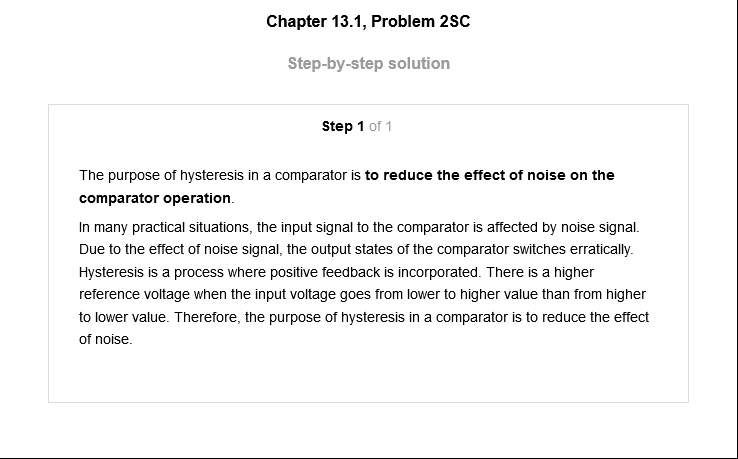 Chapter 13.1, Problem 2SC
Step-by-step solution
Step 1 of 1
The purpose of hysteresis in a comparator is to reduce the effect of noise on the
comparator operation.
In many practical situations, the input signal to the comparator is affected by noise signal.
Due to the effect of noise signal, the output states of the comparator switches erratically.
Hysteresis is a process where positive feedback is incorporated. There is a higher
reference voltage when the input voltage goes from lower to higher value than from higher
to lower value. Therefore, the purpose of hysteresis in a comparator is to reduce the effect
of noise.